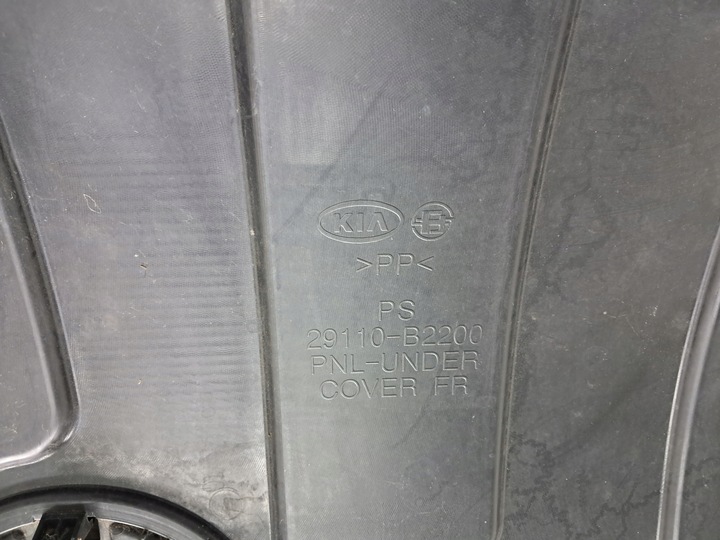 KIA
>PP<
PS
29110-B2200
PNL-UNDER
COVER FR